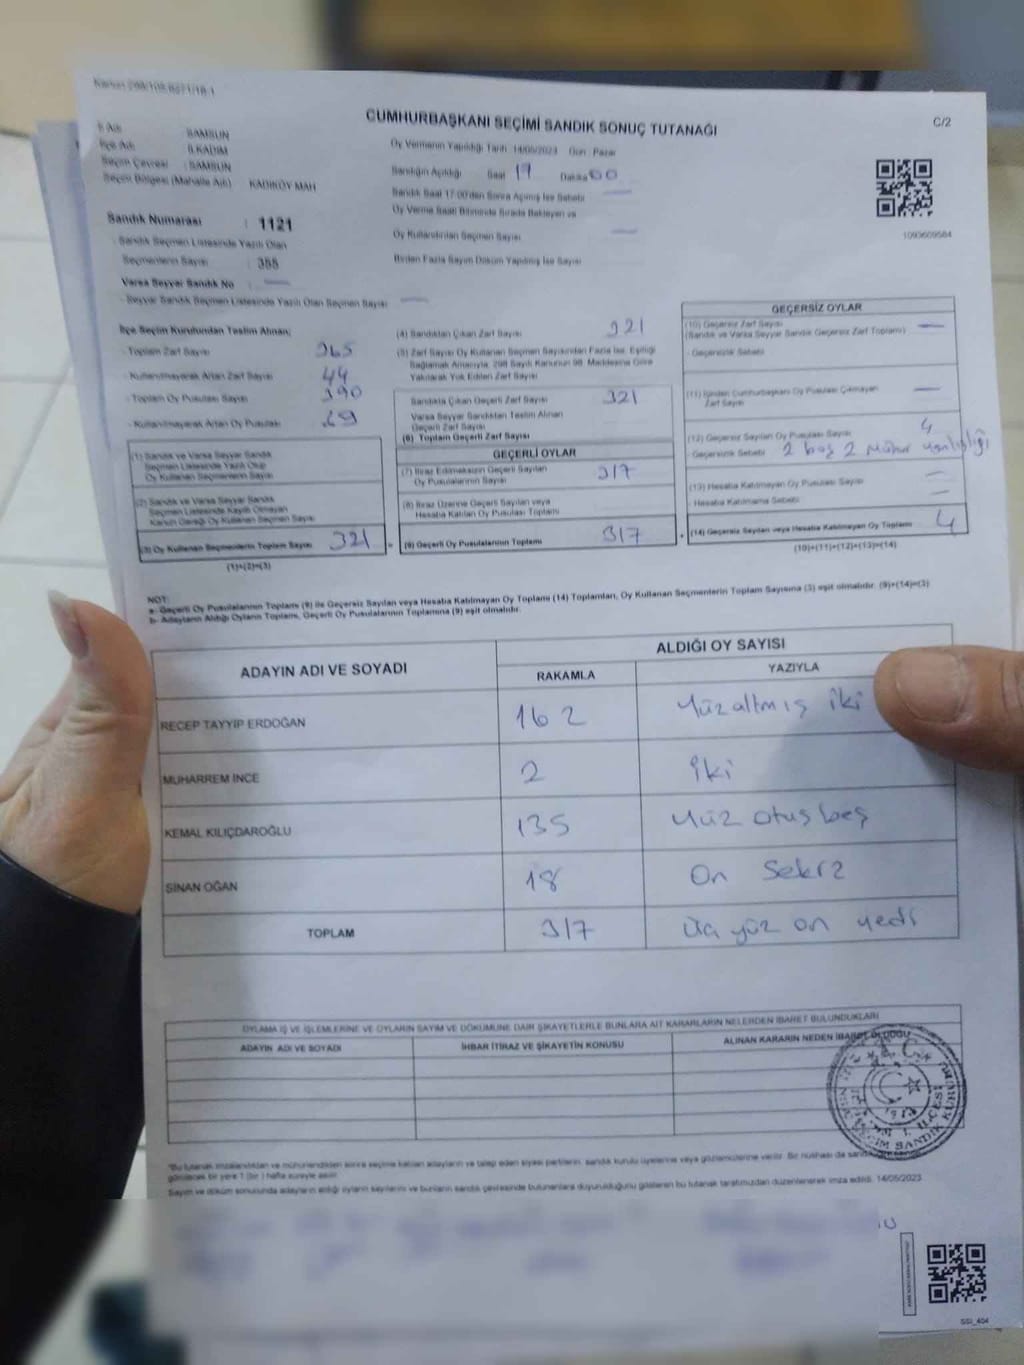 CUMHURBAŞKANI SEÇİMİ SANDIK SONUÇ TUTANAĞI
C/2
İl Adı : SAMSUN
İlçe Adı : İLKADIM
Seçim Çevresi : SAMSUN
Seçim Bölgesi (Mahalle Adı) KADIKÖY MAH
Oy Vermenin Yapıldığı Tarih 14/05/2023 Gün : Pazar
Sandığın Açıldığı Saat 17 Dakika 00
Sandık Saat 17:00'den Sonra Açılmış İse Sebebi
Oy Verme Saati Bitiminde Sırada Bekleyen ve
Oy Kullandırılan Seçmen Sayısı
Birden Fazla Sayım Döküm Yapılmış İse Sayısı
1093609584
Sandık Numarası : 1121
- Sandık Seçmen Listesinde Yazılı Olan
Seçmenlerin Sayısı : 355
Varsa Seyyar Sandık No :
- Seyyar Sandık Seçmen Listesinde Yazılı Olan Seçmen Sayısı
İlçe Seçim Kurulundan Teslim Alınan;
- Toplam Zarf Sayısı 365
- Kullanılmayarak Artan Zarf Sayısı 44
- Toplam Oy Pusulası Sayısı 390
- Kullanılmayarak Artan Oy Pusulası 69
(1) Sandık ve Varsa Seyyar Sandık
Seçmen Listesinde Yazılı Olup
Oy Kullanan Seçmenlerin Sayısı
(2) Sandık ve Varsa Seyyar Sandık
Seçmen Listesinde Kayıtlı Olmayan
Kanun Gereği Oy Kullanan Seçmen Sayısı
(3) Oy Kullanan Seçmenlerin Toplam Sayısı 321
(1)+(2)=(3)
(4) Sandıktan Çıkan Zarf Sayısı 321
(5) Zarf Sayısı Oy Kullanan Seçmen Sayısından Fazla İse, Eşitliği
Sağlamak Amacıyla, 298 Sayılı Kanunun 98. Maddesine Göre
Yakılarak Yok Edilen Zarf Sayısı
Sandıkta Çıkan Geçerli Zarf Sayısı 321
Varsa Seyyar Sandıktan Teslim Alınan
Geçerli Zarf Sayısı
(6) Toplam Geçerli Zarf Sayısı
GEÇERLİ OYLAR
(7) İtiraz Edilmeksizin Geçerli Sayılan
Oy Pusulasının Sayısı 317
(8) İtiraz Üzerine Geçerli Sayılan veya
Hesaba Katılan Oy Pusulası Toplamı
= (9) Geçerli Oy Pusulalarının Toplamı 317
GEÇERSİZ OYLAR
(10) Geçersiz Zarf Sayısı
(Sandık ve Varsa Seyyar Sandık Geçersiz Zarf Toplamı)
- Geçersizlik Sebebi
(11) İçinden Cumhurbaşkanı Oy Pusulası Çıkmayan
Zarf Sayısı
(12) Geçersiz Sayılan Oy Pusulası Sayısı 4
- Geçersizlik Sebebi 2 boş 2 mühür yanlışlığı
(13) Hesaba Katılmayan Oy Pusulası Sayısı
- Hesaba Katılmama Sebebi
+ (14) Geçersiz Sayılan veya Hesaba Katılmayan Oy Toplamı 4
(10)+(11)+(12)+(13)=(14)
NOT:
a- Geçerli Oy Pusulalarının Toplamı (9) ile Geçersiz Sayılan veya Hesaba Katılmayan Oy Toplamı (14) Toplamları, Oy Kullanan Seçmenlerin Toplam Sayısına (3) eşit olmalıdır. (9)+(14)=(3)
b- Adayların Aldığı Oyların Toplamı, Geçerli Oy Pusulalarının Toplamına (9) eşit olmalıdır.
ADAYIN ADI VE SOYADI ALDIĞI OY SAYISI
RAKAMLA YAZIYLA
RECEP TAYYİP ERDOĞAN 162 Yüzaltmış iki
MUHARREM İNCE 2 iki
KEMAL KILIÇDAROĞLU 135 Yüz otuz beş
SİNAN OĞAN 18 On sekiz
TOPLAM 317 Üç yüz on yedi
OYLAMA İŞ VE İŞLEMLERİNE VE OYLARIN SAYIM VE DÖKÜMÜNE DAİR ŞİKAYETLERLE BUNLARA AİT KARARLARIN NELERDEN İBARET BULUNDUKLARI
ADAYIN ADI VE SOYADI İHBAR İTİRAZ VE ŞİKAYETİN KONUSU ALINAN KARARIN NEDEN İBARET OLDUĞU
"Bu tutanak imzalandıktan ve mühürlendikten sonra seçime katılan adayların ve talep eden siyasi partilerin, sandık kurulu üyelerine veya gözlemcilerine verilir. Bir nüshası da
görülecek bir yere 1 (bir) hafta süreyle asılır.
Sayım ve döküm sonucunda adayların aldığı oyların sayılarını ve bunların sandık çevresinde bulunanlara duyurulduğunu gösteren bu tutanak tarafımızdan düzenlenerek imza edildi. 14/05/2023
SSI_404